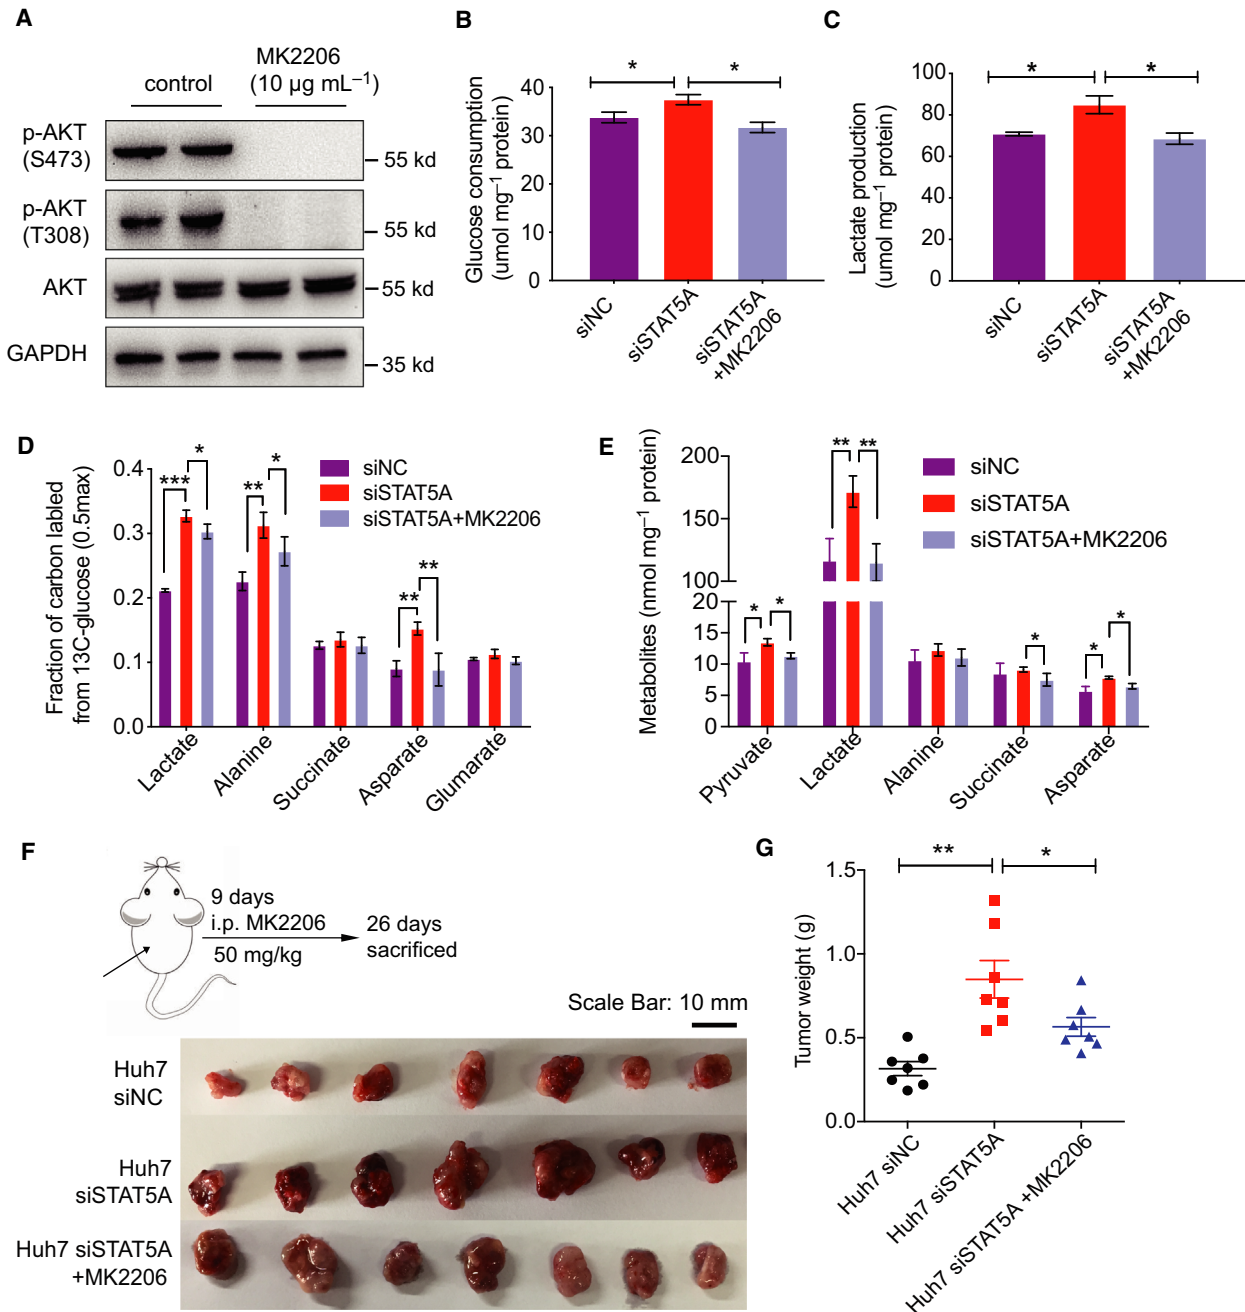 A
control
MK2206
(10 µg mL⁻¹)
p-AKT
(S473)
55 kd
p-AKT
(T308)
55 kd
AKT
55 kd
GAPDH
35 kd
B
Glucose consumption
(umol mg⁻¹ protein)
40
30
20
10
0
*
*
siNC
siSTAT5A
siSTAT5A
+MK2206
C
Lactate production
(umol mg⁻¹ protein)
100
80
60
40
20
0
*
*
siNC
siSTAT5A
siSTAT5A
+MK2206
D
Fraction of carbon labled
from 13C-glucose (0.5max)
0.4
0.3
0.2
0.1
0.0
***
*
**
*
**
**
siNC
siSTAT5A
siSTAT5A+MK2206
Lactate
Alanine
Succinate
Asparate
Glumarate
E
Metabolites (nmol mg⁻¹ protein)
200
150
100
20
15
10
5
0
*
*
**
**
*
*
*
siNC
siSTAT5A
siSTAT5A+MK2206
Pyruvate
Lactate
Alanine
Succinate
Asparate
F
9 days
i.p. MK2206
50 mg/kg
26 days
sacrificed
Scale Bar: 10 mm
Huh7
siNC
Huh7
siSTAT5A
Huh7 siSTAT5A
+MK2206
G
Tumor weight (g)
1.5
1.0
0.5
0.0
**
*
Huh7 siNC
Huh7 siSTAT5A
Huh7 siSTAT5A +MK2206